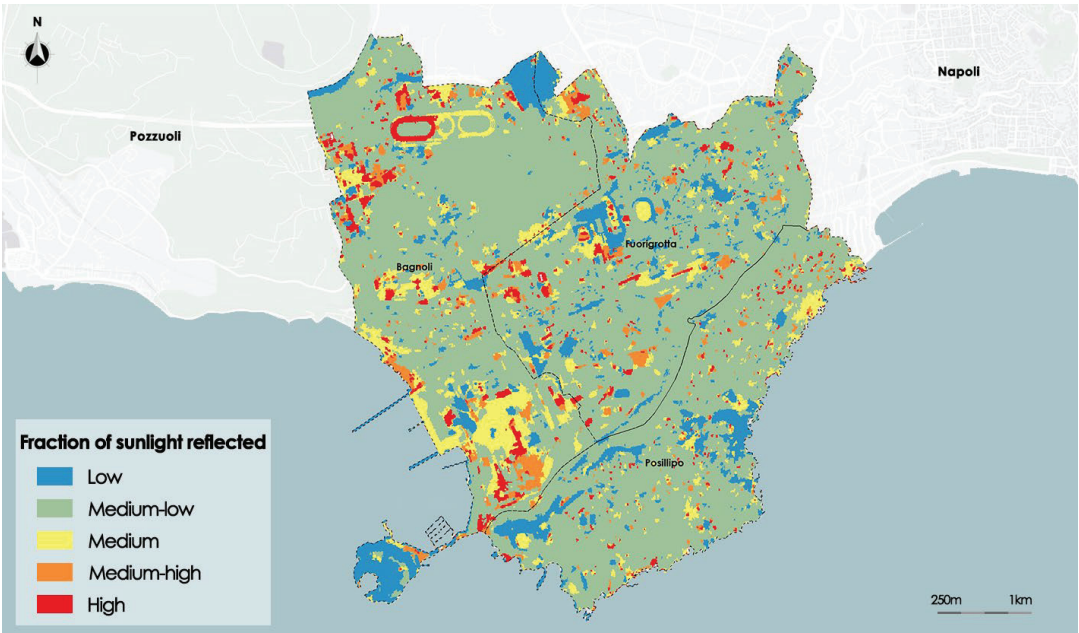 N
Napoli
Pozzuoli
Fuorigrotta
Bagnoli
Posillipo
Fraction of sunlight reflected
Low
Medium-low
Medium
Medium-high
High
250m 1km